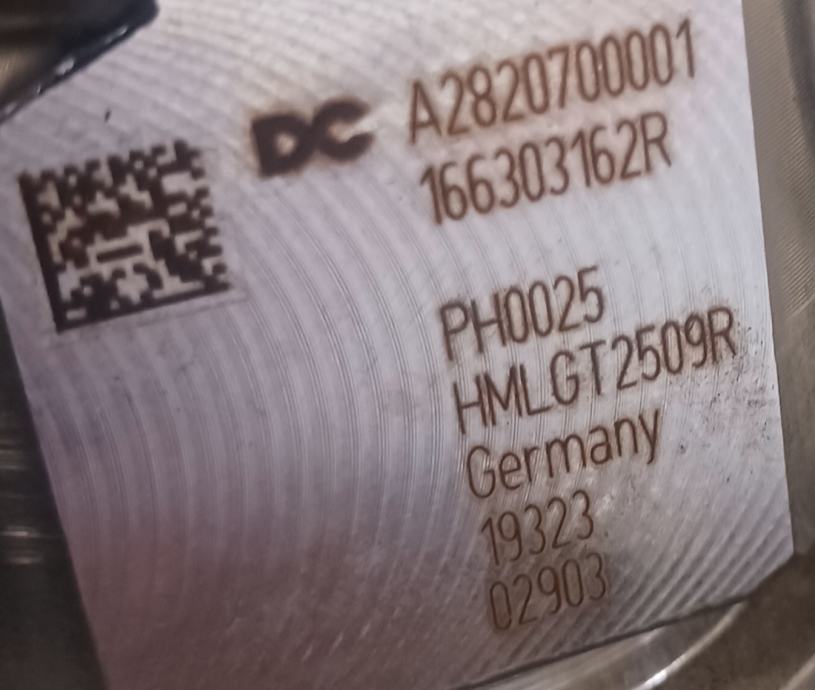 DC A2820700001
166303162R
PH0025
HMLGT2509R
Germany
19323
02903